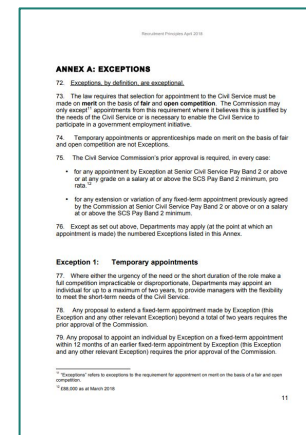 Recruitment Principles April 2018
ANNEX A: EXCEPTIONS
72. Exceptions, by definition, are exceptional.
73. The law requires that selection for appointment to the Civil Service must be
made on merit on the basis of fair and open competition. The Commission may
only except¹¹ appointments from this requirement where it believes this is justified by
the needs of the Civil Service or is necessary to enable the Civil Service to
participate in a government employment initiative.
74. Temporary appointments or apprenticeships made on merit on the basis of fair
and open competition are not Exceptions.
75. The Civil Service Commission's prior approval is required, in every case:
• for any appointment by Exception at Senior Civil Service Pay Band 2 or above
or at any grade on a salary at or above the SCS Pay Band 2 minimum, pro
rata.¹²
• for any extension or variation of any fixed-term appointment previously agreed
by the Commission at Senior Civil Service Pay Band 2 or above or on a salary
at or above the SCS Pay Band 2 minimum.
76. Except as set out above, Departments may apply (at the point at which an
appointment is made) the numbered Exceptions listed in this Annex.
Exception 1: Temporary appointments
77. Where either the urgency of the need or the short duration of the role make a
full competition impracticable or disproportionate, Departments may appoint an
individual for up to a maximum of two years, to provide managers with the flexibility
to meet the short-term needs of the Civil Service.
78. Any proposal to extend a fixed-term appointment made by Exception (this
Exception and any other relevant Exception) beyond a total of two years requires the
prior approval of the Commission.
79. Any proposal to appoint an individual by Exception on a fixed-term appointment
within 12 months of an earlier fixed-term appointment by Exception (this Exception
and any other relevant Exception) requires the prior approval of the Commission.
¹¹ "Exceptions" refers to exceptions to the requirement for appointment on merit on the basis of a fair and open
competition.
¹² £88,000 as at March 2018
11